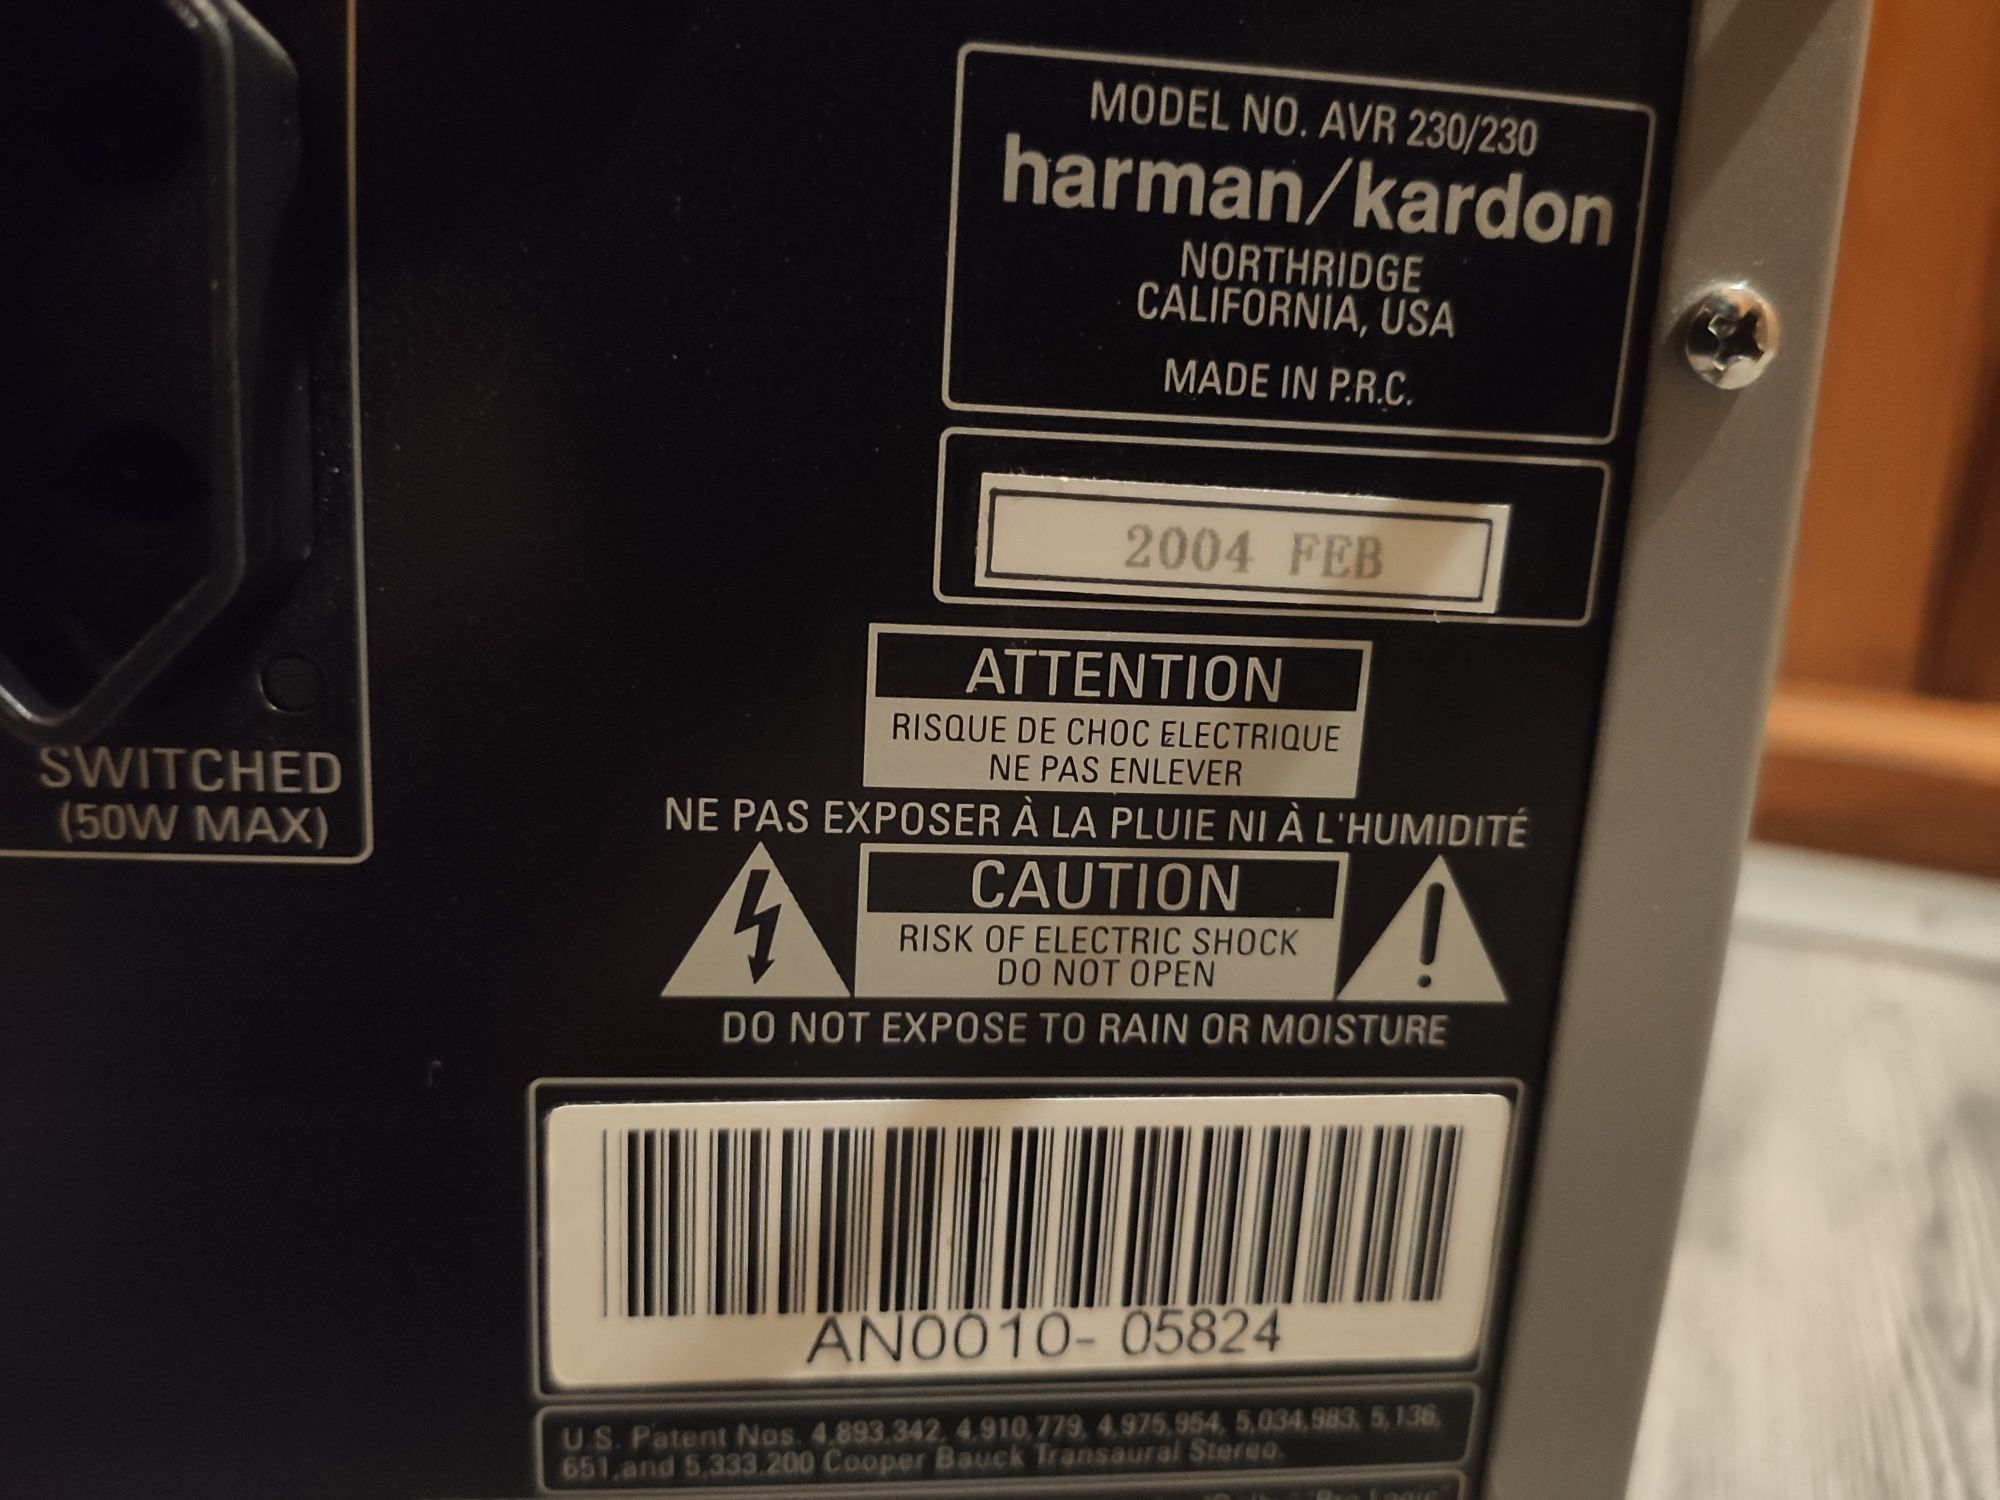 MODEL NO. AVR 230/230
harman/kardon
NORTHRIDGE
CALIFORNIA, USA
MADE IN P.R.C.
2004 FEB
SWITCHED
(50W MAX)
ATTENTION
RISQUE DE CHOC ELECTRIQUE
NE PAS ENLEVER
NE PAS EXPOSER À LA PLUIE NI À L'HUMIDITÉ
CAUTION
RISK OF ELECTRIC SHOCK
DO NOT OPEN
DO NOT EXPOSE TO RAIN OR MOISTURE
AN0010- 05824
U.S. Patent Nos. 4,893,342, 4,910,779, 4,975,954, 5,034,983, 5,136,
651,and 5,333,200 Cooper Bauck Transaural Stereo.